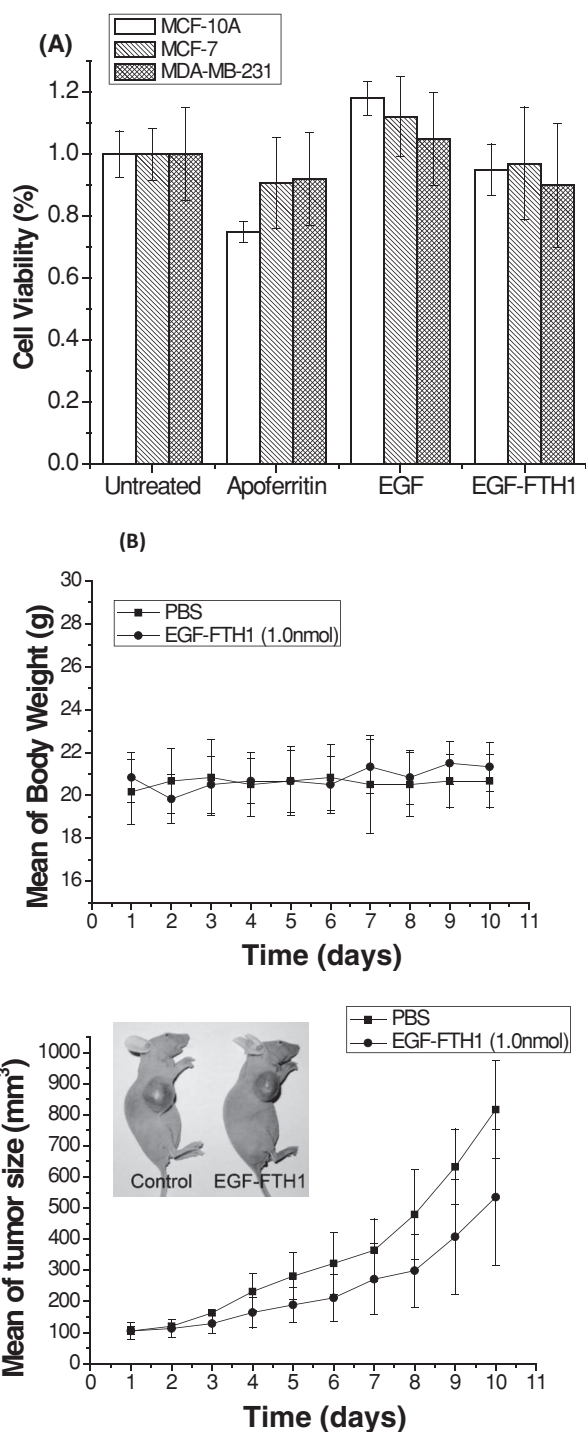 (A)
MCF-10A
MCF-7
MDA-MB-231
Cell Viability (%)
1.2
1.0
0.8
0.6
0.4
0.2
0.0
Untreated Apoferritin EGF EGF-FTH1
(B)
PBS
EGF-FTH1 (1.0nmol)
Mean of Body Weight (g)
30
28
26
24
22
20
18
16
0 1 2 3 4 5 6 7 8 9 10 11
Time (days)
PBS
EGF-FTH1 (1.0nmol)
Mean of tumor size (mm³)
1000
900
800
700
600
500
400
300
200
100
0
Control EGF-FTH1
0 1 2 3 4 5 6 7 8 9 10 11
Time (days)